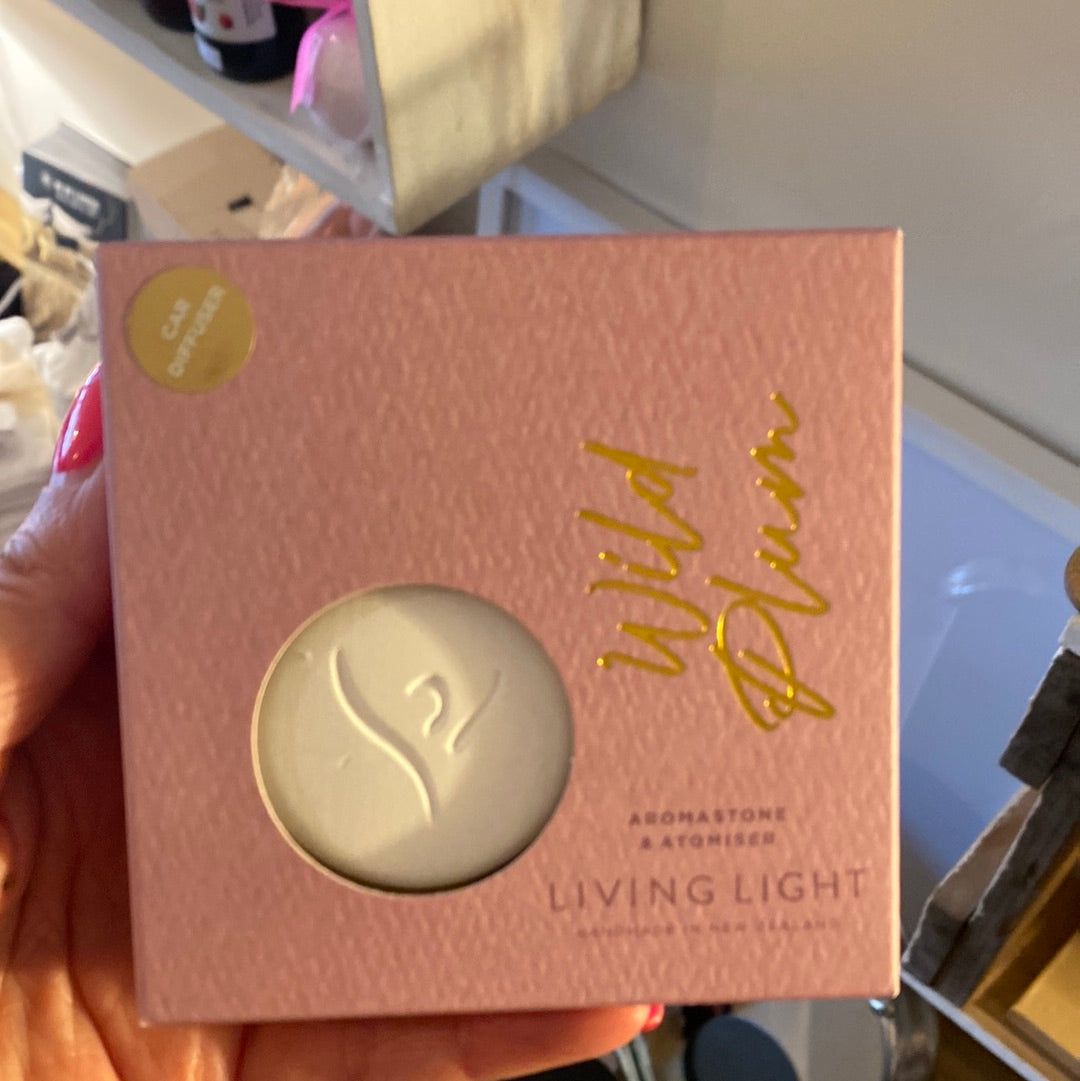 CAR
DIFFUSER
Wild
Plum
AROMASTONE
& ATOMISER
LIVING LIGHT
HANDMADE IN NEW ZEALAND